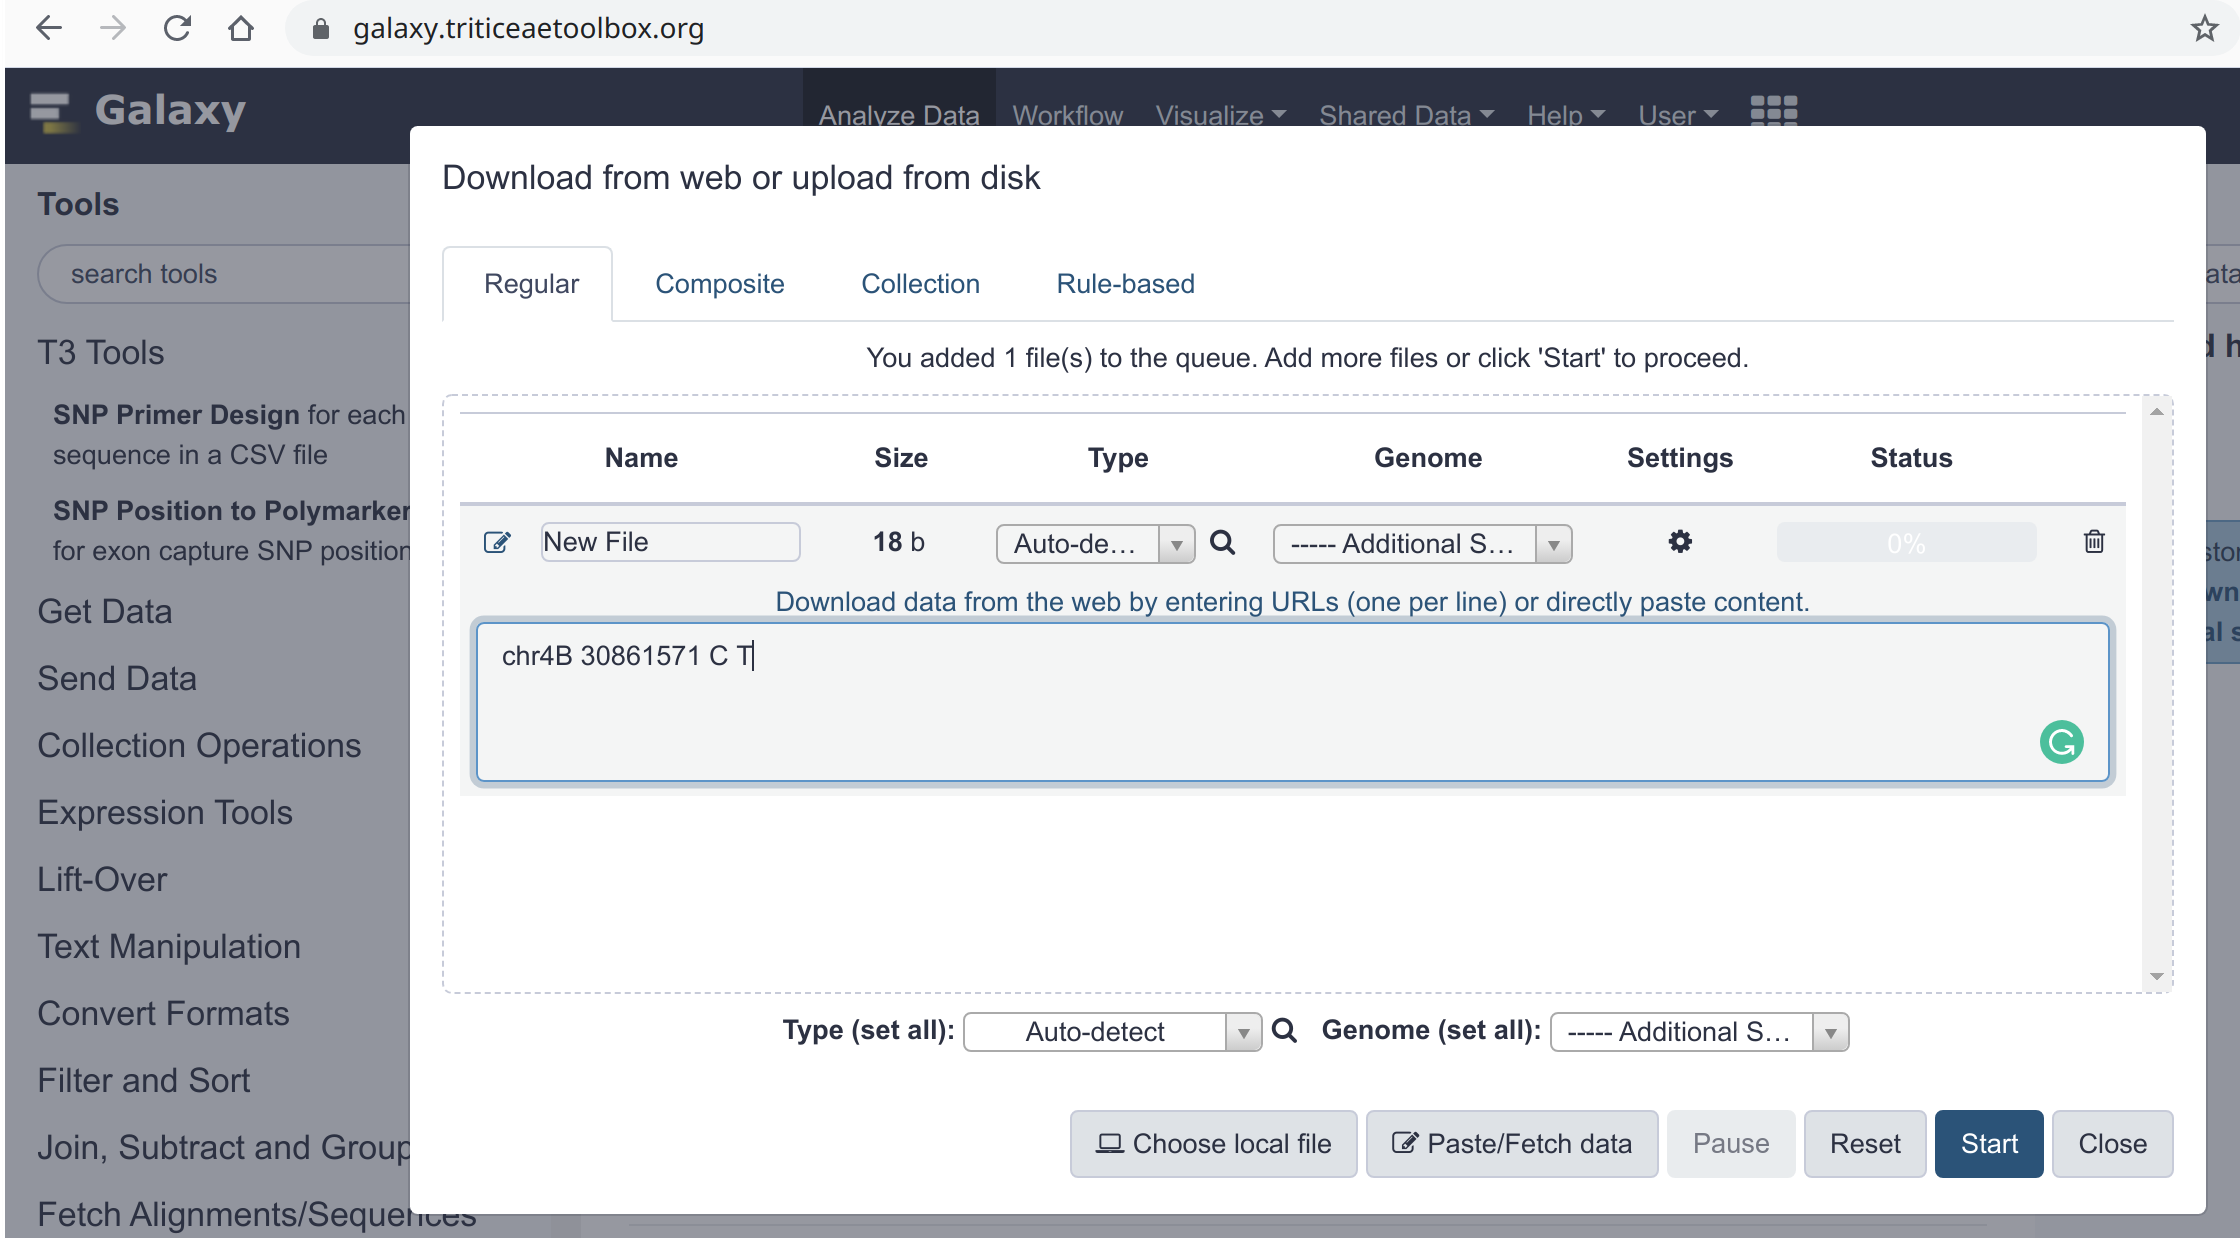 galaxy.triticeaetoolbox.org
Galaxy
Analyze Data Workflow Visualize Shared Data Help User
Download from web or upload from disk
Tools
search tools
T3 Tools
SNP Primer Design for each
sequence in a CSV file
SNP Position to Polymarker
for exon capture SNP position
Get Data
Send Data
Collection Operations
Expression Tools
Lift-Over
Text Manipulation
Convert Formats
Filter and Sort
Join, Subtract and Group
Fetch Alignments/Sequences
Regular Composite Collection Rule-based
You added 1 file(s) to the queue. Add more files or click 'Start' to proceed.
Name Size Type Genome Settings Status
New File 18 b Auto-de... ----- Additional S... 0%
Download data from the web by entering URLs (one per line) or directly paste content.
chr4B 30861571 C T
Type (set all): Auto-detect Genome (set all): ----- Additional S...
Choose local file Paste/Fetch data Pause Reset Start Close